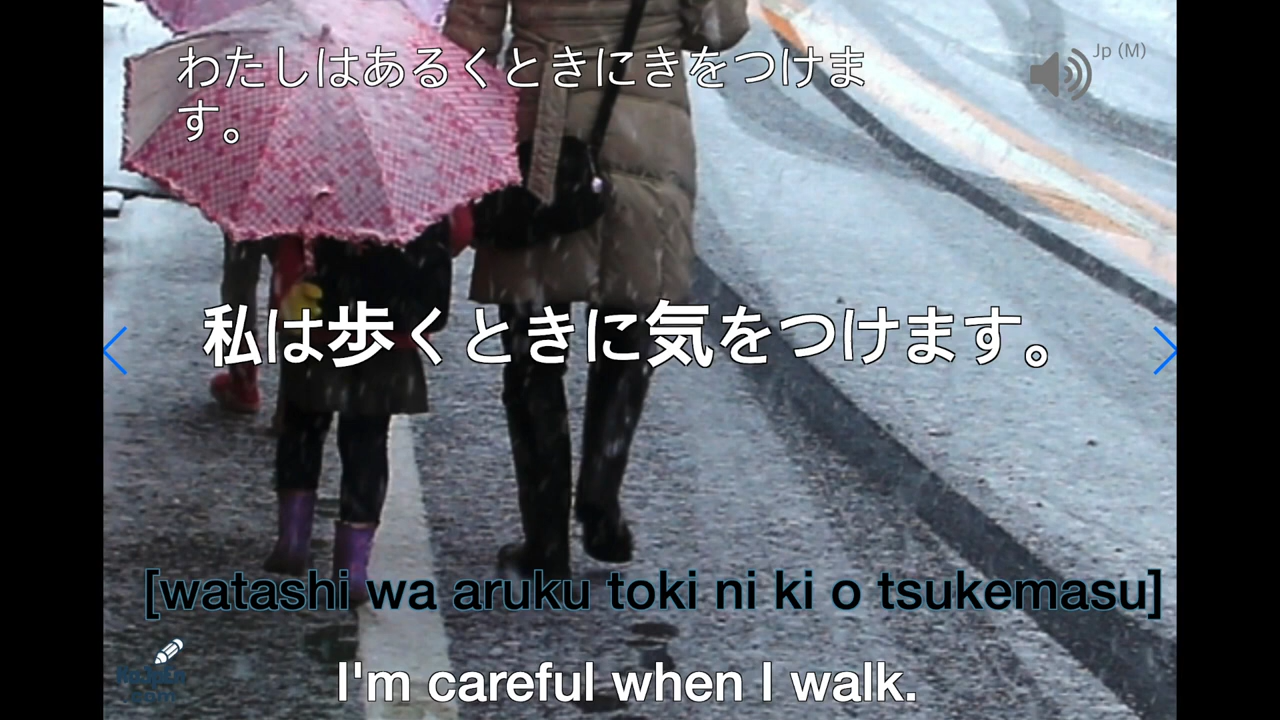 わたしはあるくときにきをつけま
す。
Jp (M)
私は歩くときに気をつけます。
[watashi wa aruku toki ni ki o tsukemasu]
I'm careful when I walk.